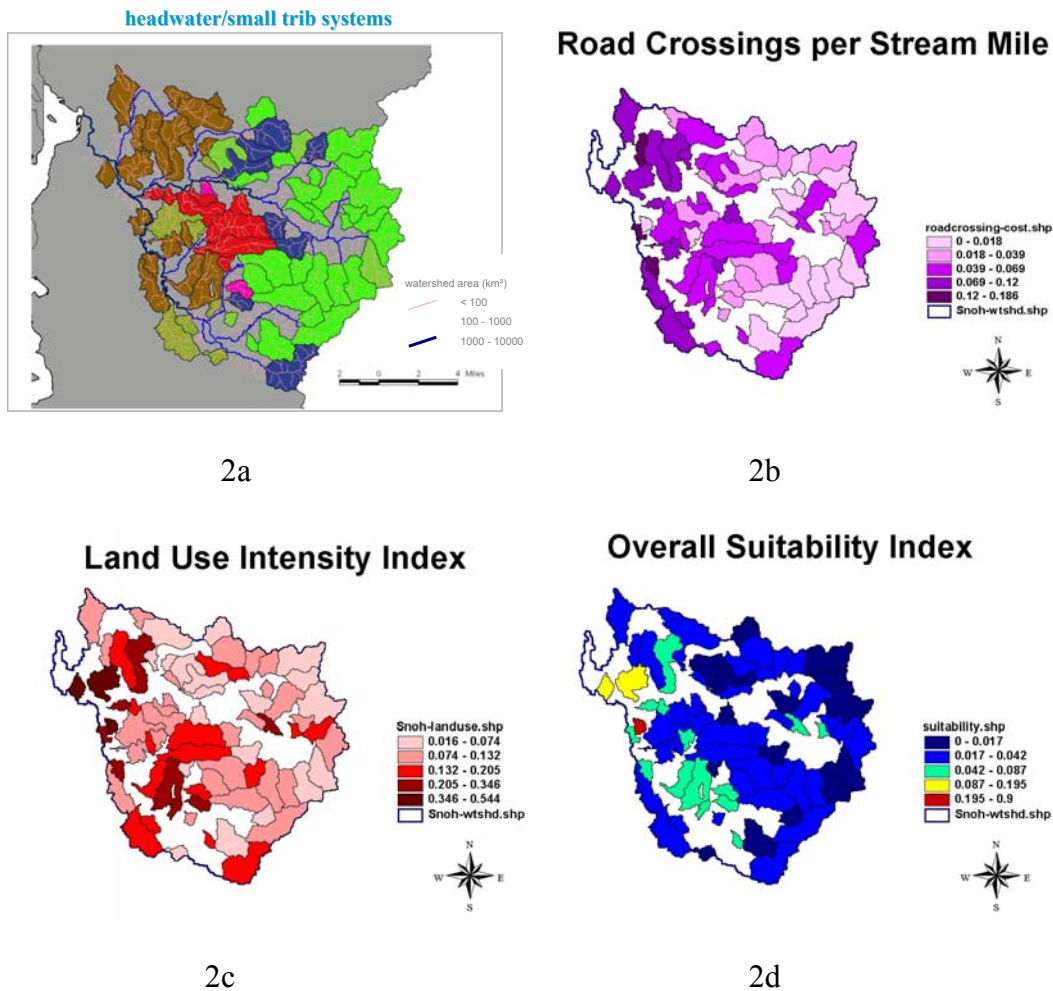 headwater/small trib systems
watershed area (km²)
< 100
100 - 1000
1000 - 10000
2 0 2 4 Miles
2a
Road Crossings per Stream Mile
roadcrossing-cost.shp
0 - 0.018
0.018 - 0.039
0.039 - 0.069
0.069 - 0.12
0.12 - 0.186
Snoh-wtshd.shp
N
W E
S
2b
Land Use Intensity Index
Snoh-landuse.shp
0.016 - 0.074
0.074 - 0.132
0.132 - 0.205
0.205 - 0.346
0.346 - 0.544
Snoh-wtshd.shp
N
W E
S
2c
Overall Suitability Index
suitability.shp
0 - 0.017
0.017 - 0.042
0.042 - 0.087
0.087 - 0.195
0.195 - 0.9
Snoh-wtshd.shp
N
W E
S
2d